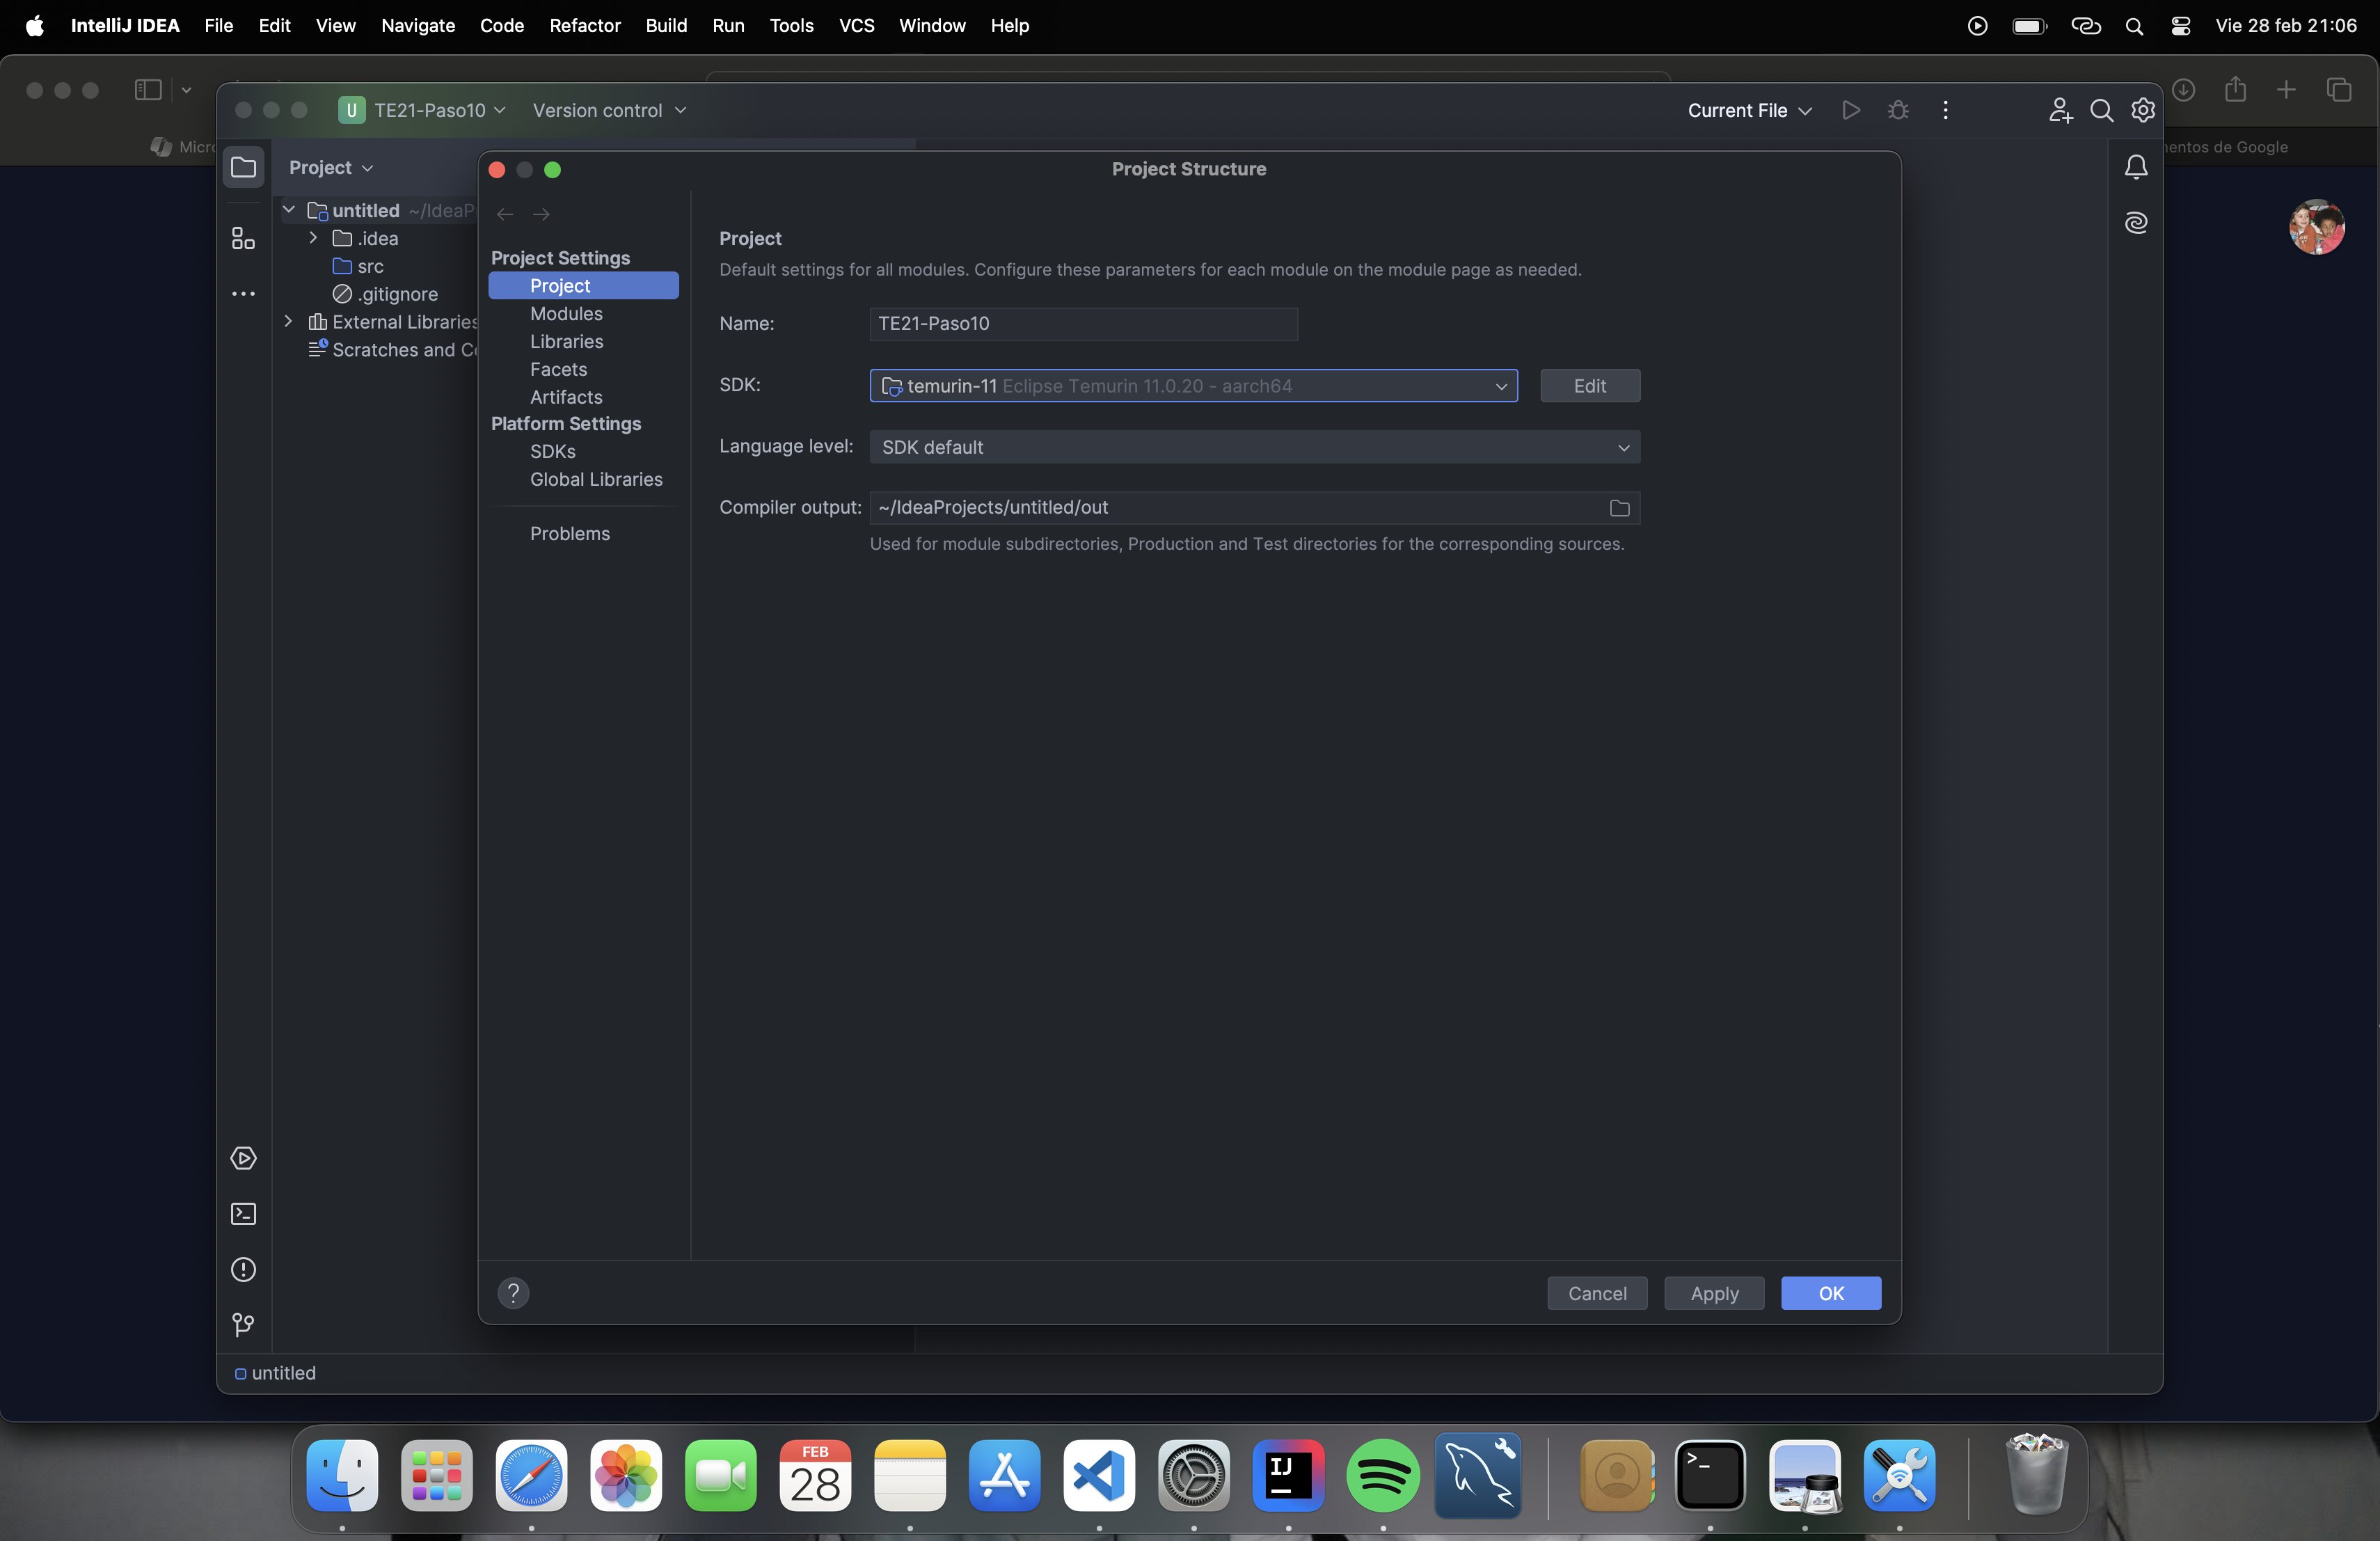 IntelliJ IDEA File Edit View Navigate Code Refactor Build Run Tools VCS Window Help Vie 28 feb 21:06
U TE21-Paso10 Version control Current File
Project
untitled
.idea
src
.gitignore
External Libraries
Scratches and
Project Structure
Project Settings
Project
Modules
Libraries
Facets
Artifacts
Platform Settings
SDKs
Global Libraries
Problems
Project
Default settings for all modules. Configure these parameters for each module on the module page as needed.
Name: TE21-Paso10
SDK: temurin-11 Eclipse Temurin 11.0.20 - aarch64 Edit
Language level: SDK default
Compiler output: ~/IdeaProjects/untitled/out
Used for module subdirectories, Production and Test directories for the corresponding sources.
? Cancel Apply OK
untitled
de Google
FEB
28
IJ